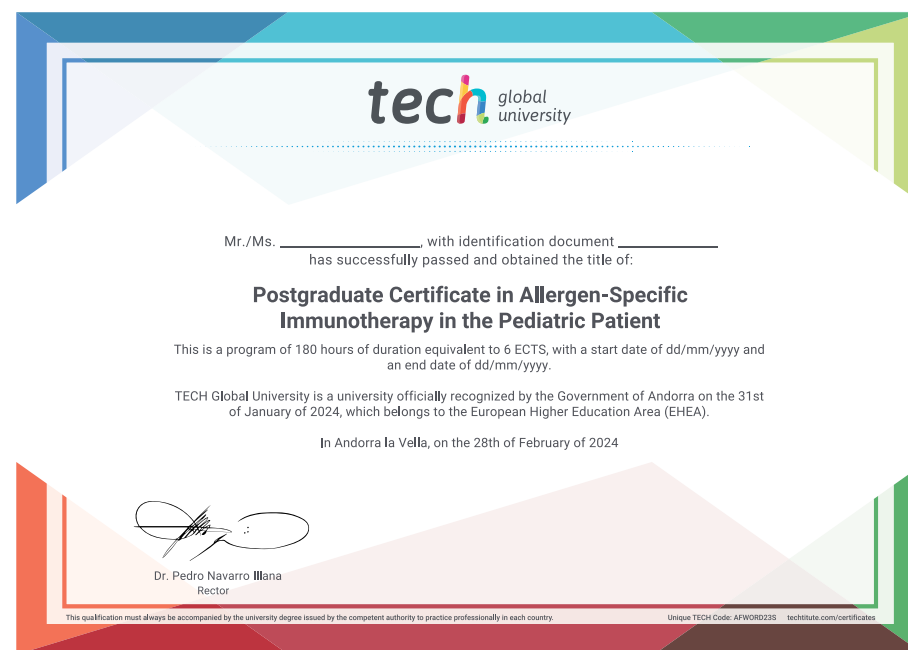 tech global university
Mr./Ms. ____________________, with identification document ______________
has successfully passed and obtained the title of:
Postgraduate Certificate in Allergen-Specific
Immunotherapy in the Pediatric Patient
This is a program of 180 hours of duration equivalent to 6 ECTS, with a start date of dd/mm/yyyy and
an end date of dd/mm/yyyy.
TECH Global University is a university officially recognized by the Government of Andorra on the 31st
of January of 2024, which belongs to the European Higher Education Area (EHEA).
In Andorra la Vella, on the 28th of February of 2024
Dr. Pedro Navarro Illana
Rector
This qualification must always be accompanied by the university degree issued by the competent authority to practice professionally in each country.
Unique TECH Code: AFWORD23S techtitute.com/certificates